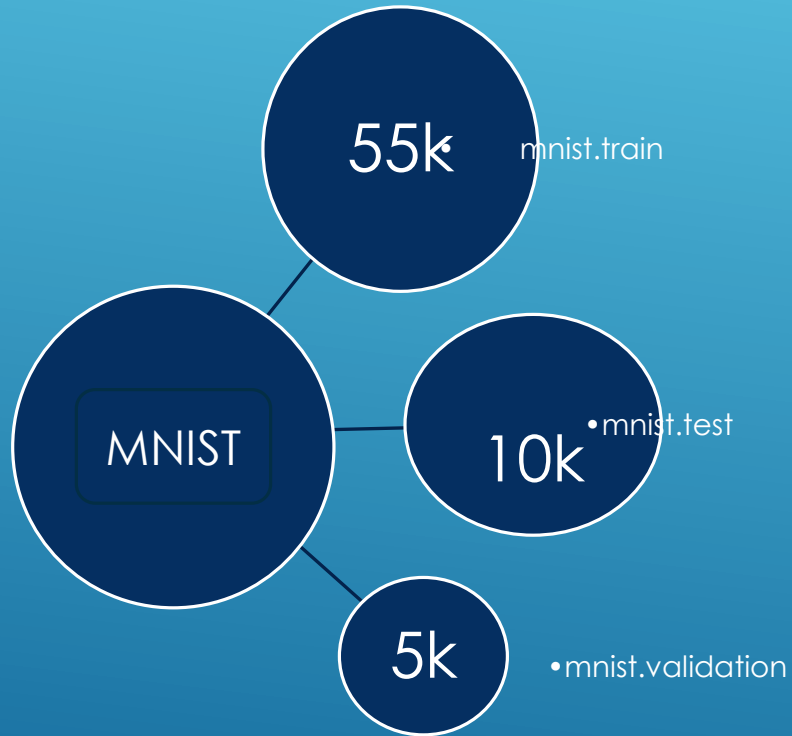 55k
• mnist.train
MNIST
10k
•mnist.test
5k
•mnist.validation